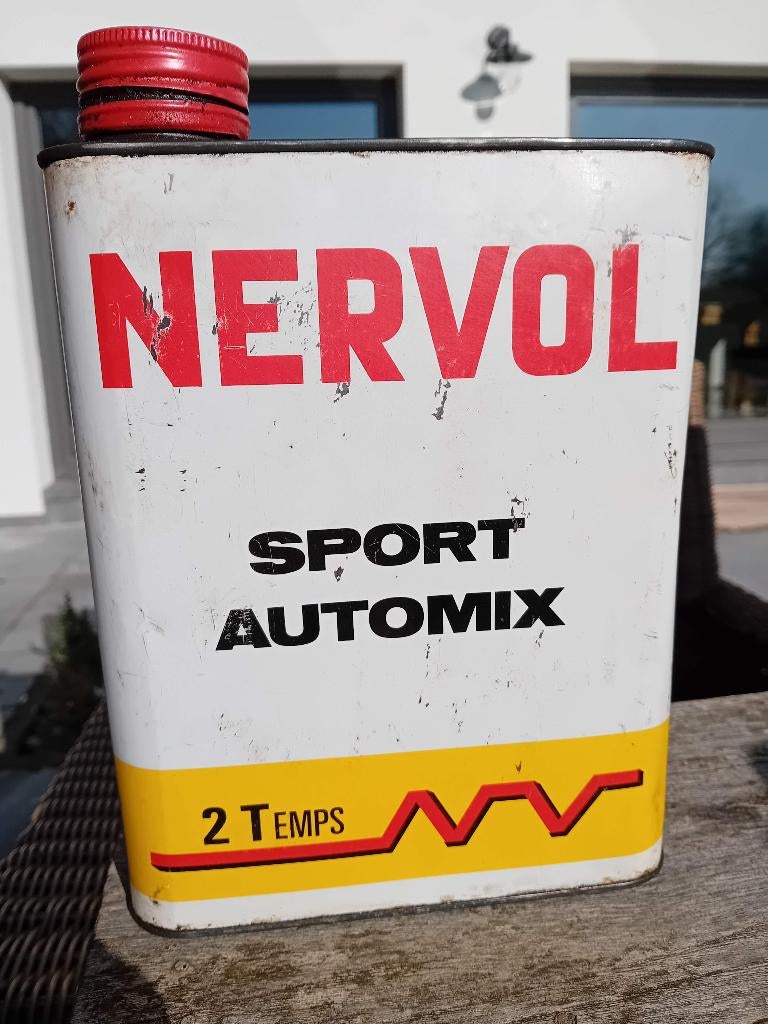 NERVOL
SPORT
AUTOMIX
2 TEMPS